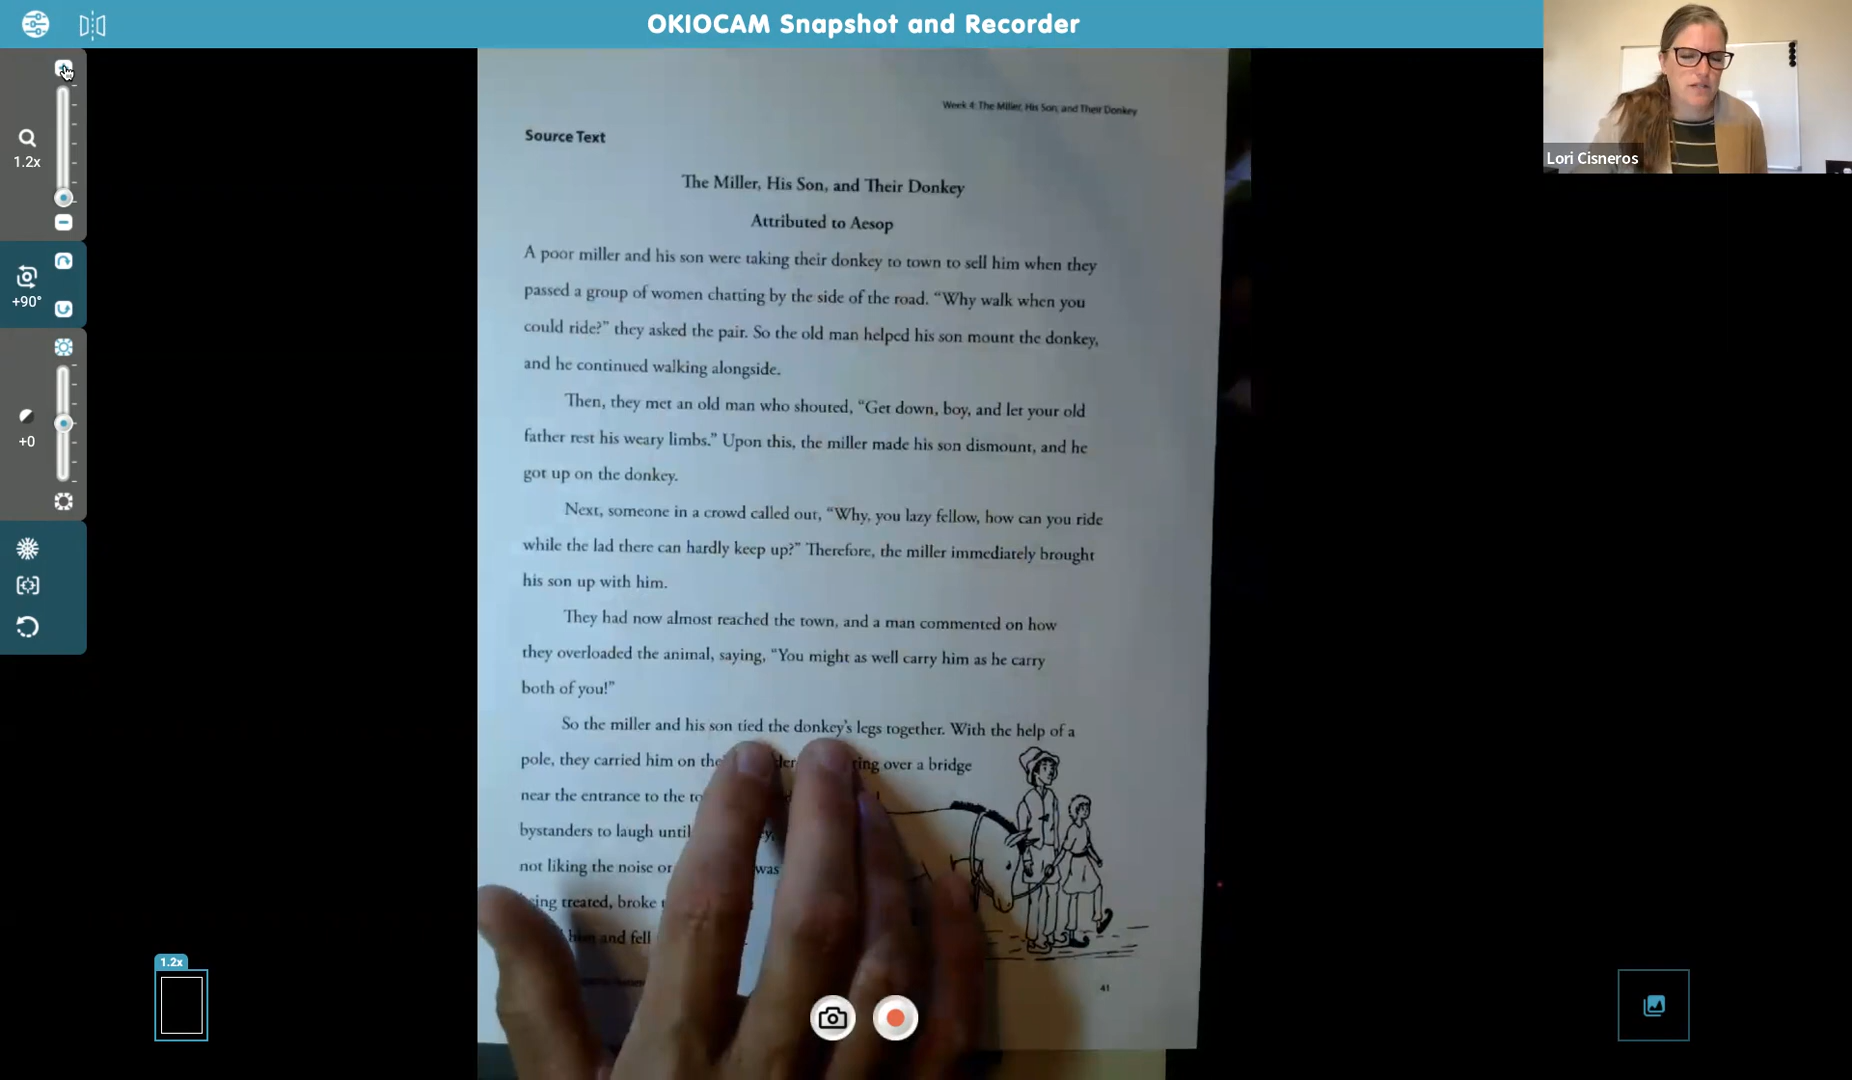 OKIOCAM Snapshot and Recorder
Lori Cisneros
1.2x
+90°
+0
1.2x
Week 4: The Miller, His Son, and Their Donkey
Source Text
The Miller, His Son, and Their Donkey
Attributed to Aesop
A poor miller and his son were taking their donkey to town to sell him when they
passed a group of women chatting by the side of the road. “Why walk when you
could ride?” they asked the pair. So the old man helped his son mount the donkey,
and he continued walking alongside.
Then, they met an old man who shouted, “Get down, boy, and let your old
father rest his weary limbs.” Upon this, the miller made his son dismount, and he
got up on the donkey.
Next, someone in a crowd called out, “Why, you lazy fellow, how can you ride
while the lad there can hardly keep up?” Therefore, the miller immediately brought
his son up with him.
They had now almost reached the town, and a man commented on how
they overloaded the animal, saying, “You might as well carry him as he carry
both of you!”
So the miller and his son tied the donkey’s legs together. With the help of a
pole, they carried him on over a bridge
near the entrance to the
bystanders to laugh until
not liking the noise or was
treated, broke
and fell
41